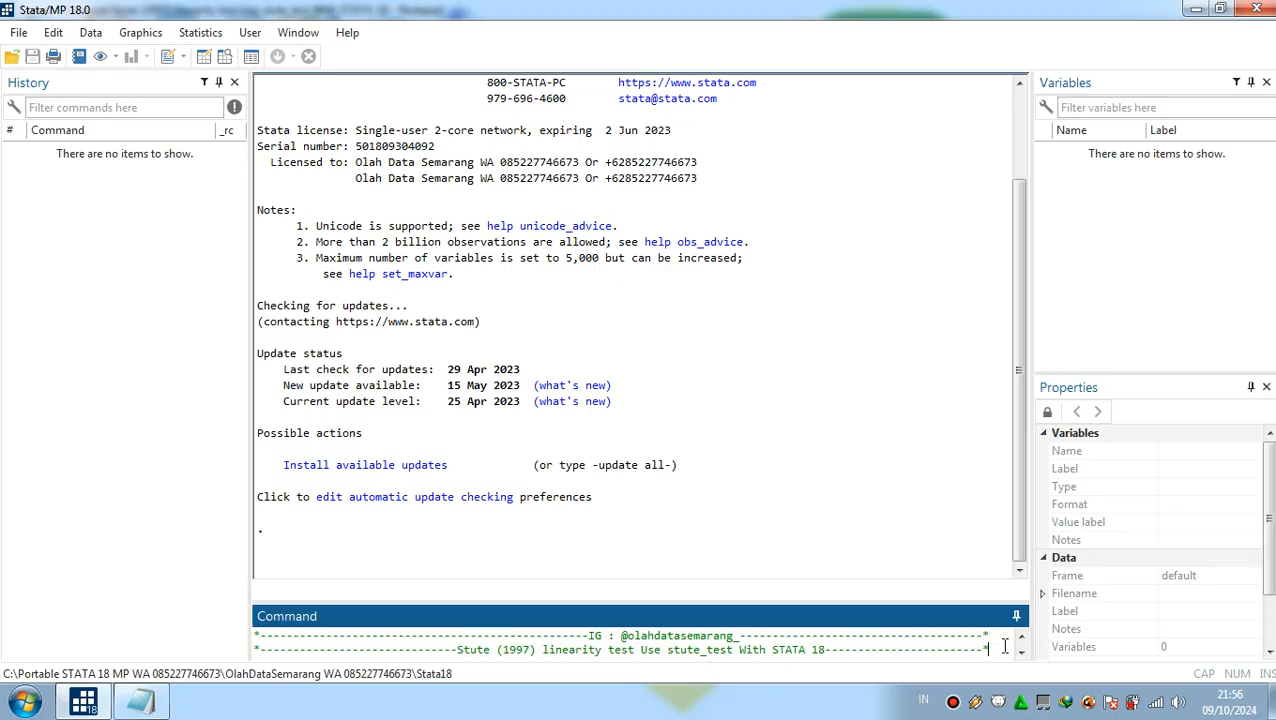 Stata/MP 18.0
File Edit Data Graphics Statistics User Window Help
History
Filter commands here
# Command _rc
There are no items to show.
800-STATA-PC https://www.stata.com
979-696-4600 stata@stata.com
Stata license: Single-user 2-core network, expiring 2 Jun 2023
Serial number: 501809304092
Licensed to: Olah Data Semarang WA 085227746673 Or +6285227746673
Olah Data Semarang WA 085227746673 Or +6285227746673
Notes:
1. Unicode is supported; see help unicode_advice.
2. More than 2 billion observations are allowed; see help obs_advice.
3. Maximum number of variables is set to 5,000 but can be increased;
see help set_maxvar.
Checking for updates...
(contacting https://www.stata.com)
Update status
Last check for updates: 29 Apr 2023
New update available: 15 May 2023 (what's new)
Current update level: 25 Apr 2023 (what's new)
Possible actions
Install available updates (or type -update all-)
Click to edit automatic update checking preferences
.
Command
*--------------------------------------------------IG : @olahdatasemarang_-------------------------------------*
*------------------------------Stute (1997) linearity test Use stute_test With STATA 18------------------------*
Variables
Filter variables here
Name Label
There are no items to show.
Properties
Variables
Name
Label
Type
Format
Value label
Notes
Data
Frame default
Filename
Label
Notes
Variables 0
C:\Portable STATA 18 MP WA 085227746673\OlahDataSemarang WA 085227746673\Stata18
CAP NUM INS
18
IN
21:56
09/10/2024